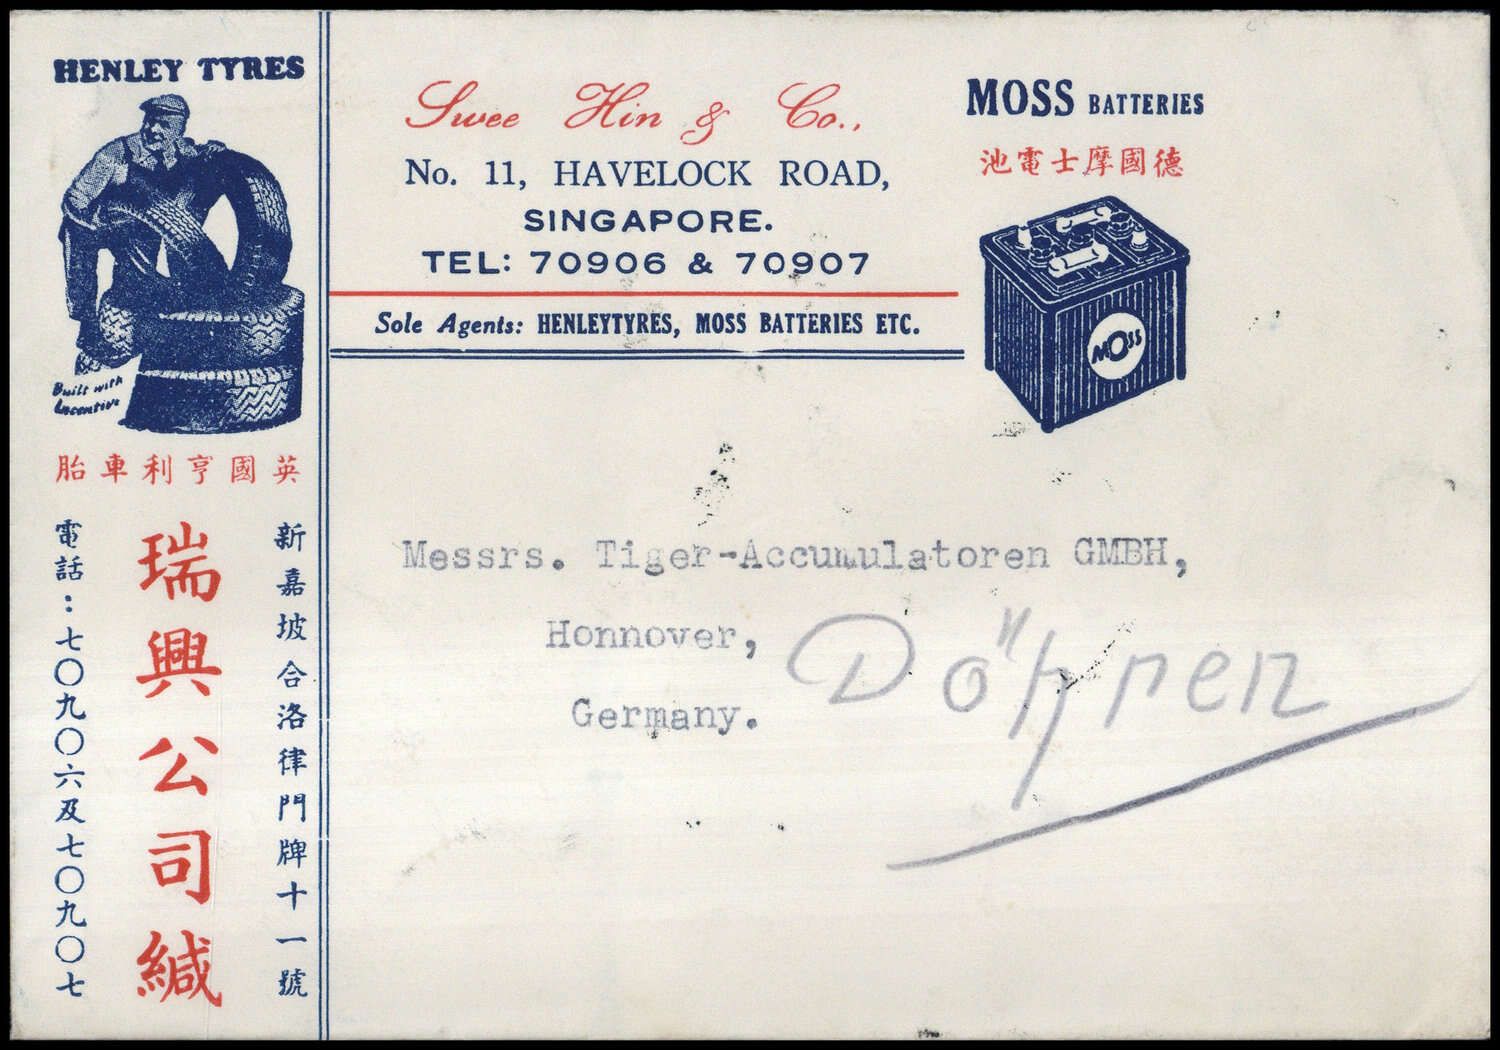 HENLEY TYRES
Built with
Incentive
胎車利亨國英
新嘉坡合洛律門牌十一號
瑞興公司緘
電話：七〇九〇六及七〇九〇七
Swee Hin & Co.,
No. 11, HAVELOCK ROAD,
SINGAPORE.
TEL: 70906 & 70907
Sole Agents: HENLEYTYRES, MOSS BATTERIES ETC.
MOSS BATTERIES
池電士摩國德
MOSS
Messrs. Tiger-Accumulatoren GMBH,
Honnover,
Germany.
Döhren